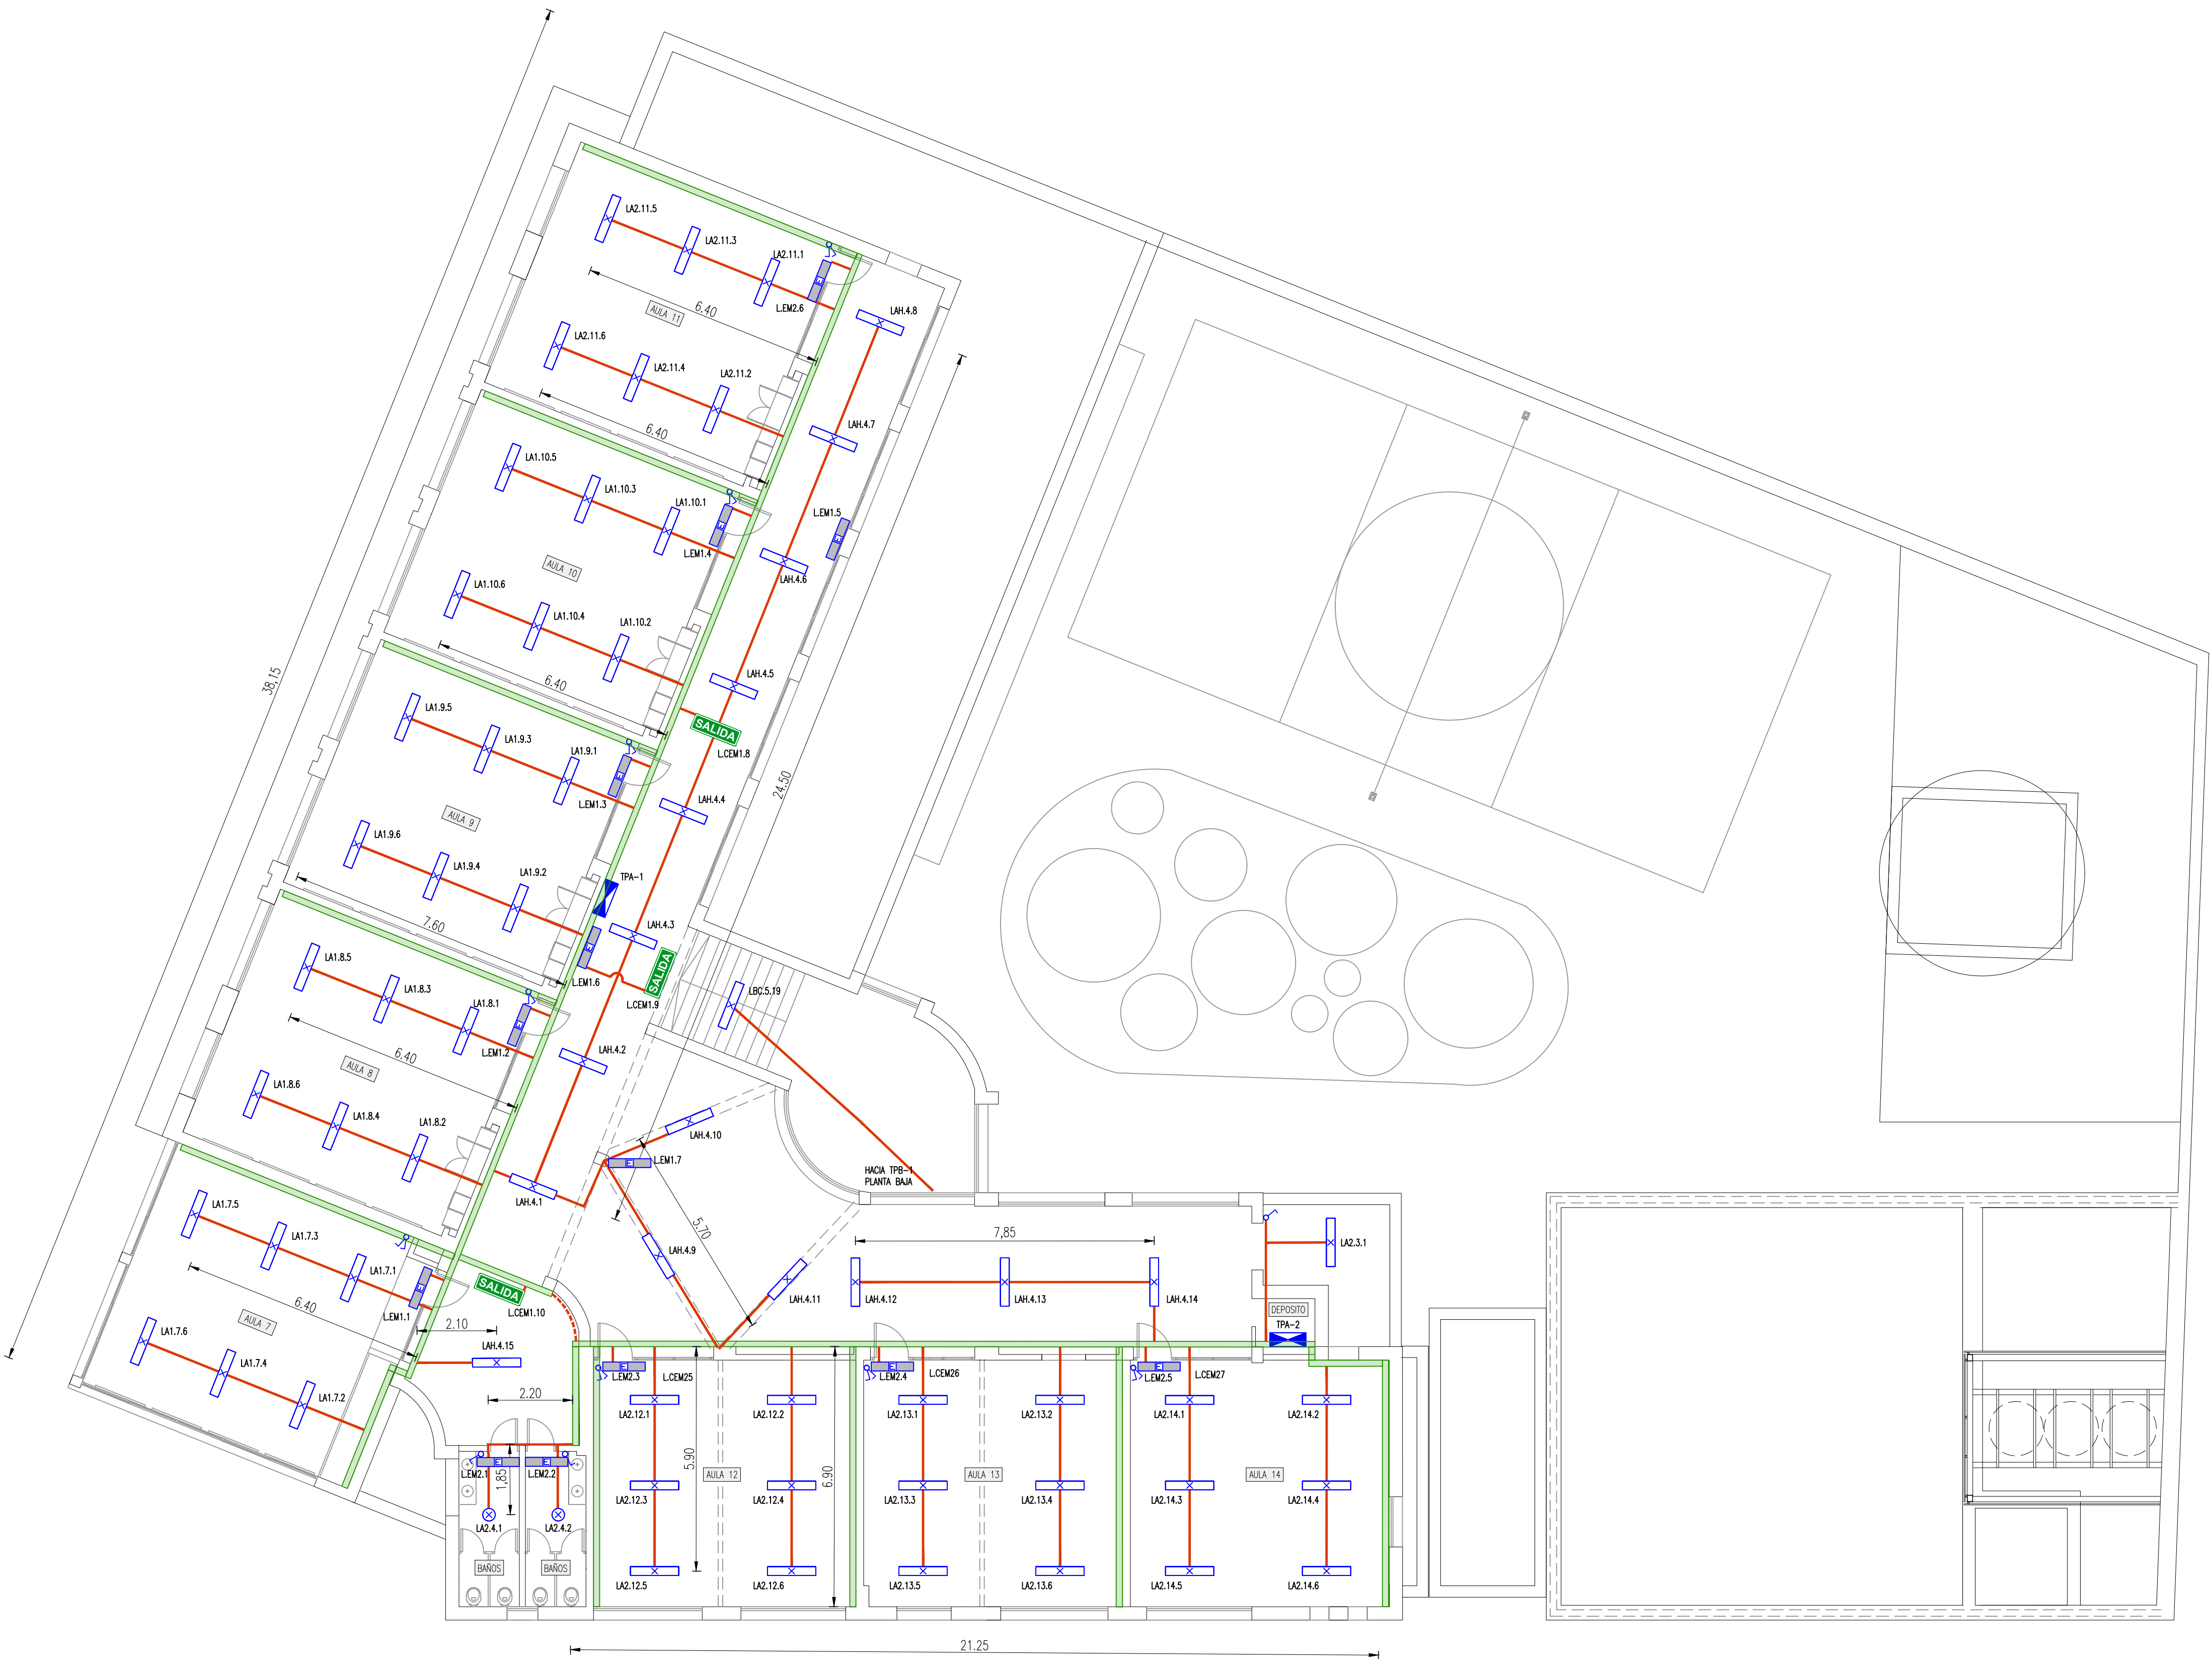 LA2.11.5
LA2.11.3
LA2.11.1
L.EM2.6
6.40
AULA 11
LAH.4.8
LA2.11.6
LA2.11.4
LA2.11.2
6.40
LAH.4.7
LA1.10.5
LA1.10.3
LA1.10.1
L.EM1.4
L.EM1.5
AULA 10
LAH.4.6
LA1.10.6
LA1.10.4
LA1.10.2
6.40
LAH.4.5
38,15
SALIDA
L.CEM1.8
LA1.9.5
LA1.9.3
LA1.9.1
L.EM1.3
24.50
LAH.4.4
AULA 9
LA1.9.6
LA1.9.4
LA1.9.2
TPA-1
7.60
LAH.4.3
SALIDA
L.EM1.6
L.CEM1.9
LBC.5.19
LA1.8.5
LA1.8.3
LA1.8.1
L.EM1.2
6.40
AULA 8
LAH.4.2
LA1.8.6
LA1.8.4
LA1.8.2
LAH.4.10
L.EM1.7
HACIA TPB-1
PLANTA BAJA
LAH.4.1
LA1.7.5
LA1.7.3
LA1.7.1
L.EM1.1
6.40
AULA 7
SALIDA
L.CEM1.10
5.70
LAH.4.9
LAH.4.11
7,85
LAH.4.12
LAH.4.13
LAH.4.14
LA2.3.1
DEPOSITO
TPA-2
LA1.7.6
LA1.7.4
LA1.7.2
2.10
LAH.4.15
2.20
L.EM2.3
L.CEM25
L.EM2.4
L.CEM26
L.EM2.5
L.CEM27
LA2.12.1
LA2.12.2
LA2.13.1
LA2.13.2
LA2.14.1
LA2.14.2
L.EM2.1
L.EM2.2
1,85
5.90
AULA 12
6.90
AULA 13
AULA 14
LA2.12.3
LA2.12.4
LA2.13.3
LA2.13.4
LA2.14.3
LA2.14.4
LA2.4.1
LA2.4.2
BAÑOS
BAÑOS
LA2.12.5
LA2.12.6
LA2.13.5
LA2.13.6
LA2.14.5
LA2.14.6
21.25
E
E
E
E
E
E
E
E
E
E
E
E
E